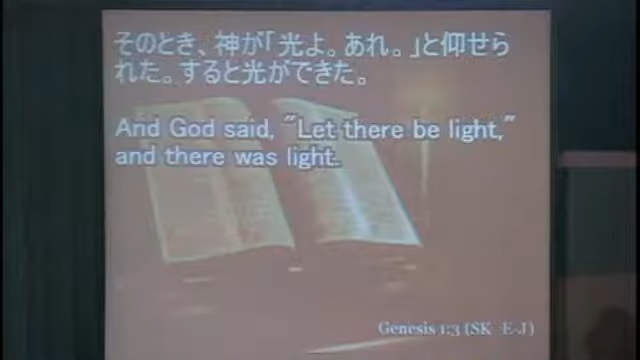 そのとき、神が「光よ。あれ。」と仰せら
れた。すると光ができた。
And God said, "Let there be light,"
and there was light.
Genesis 1:3 (SK E-J)